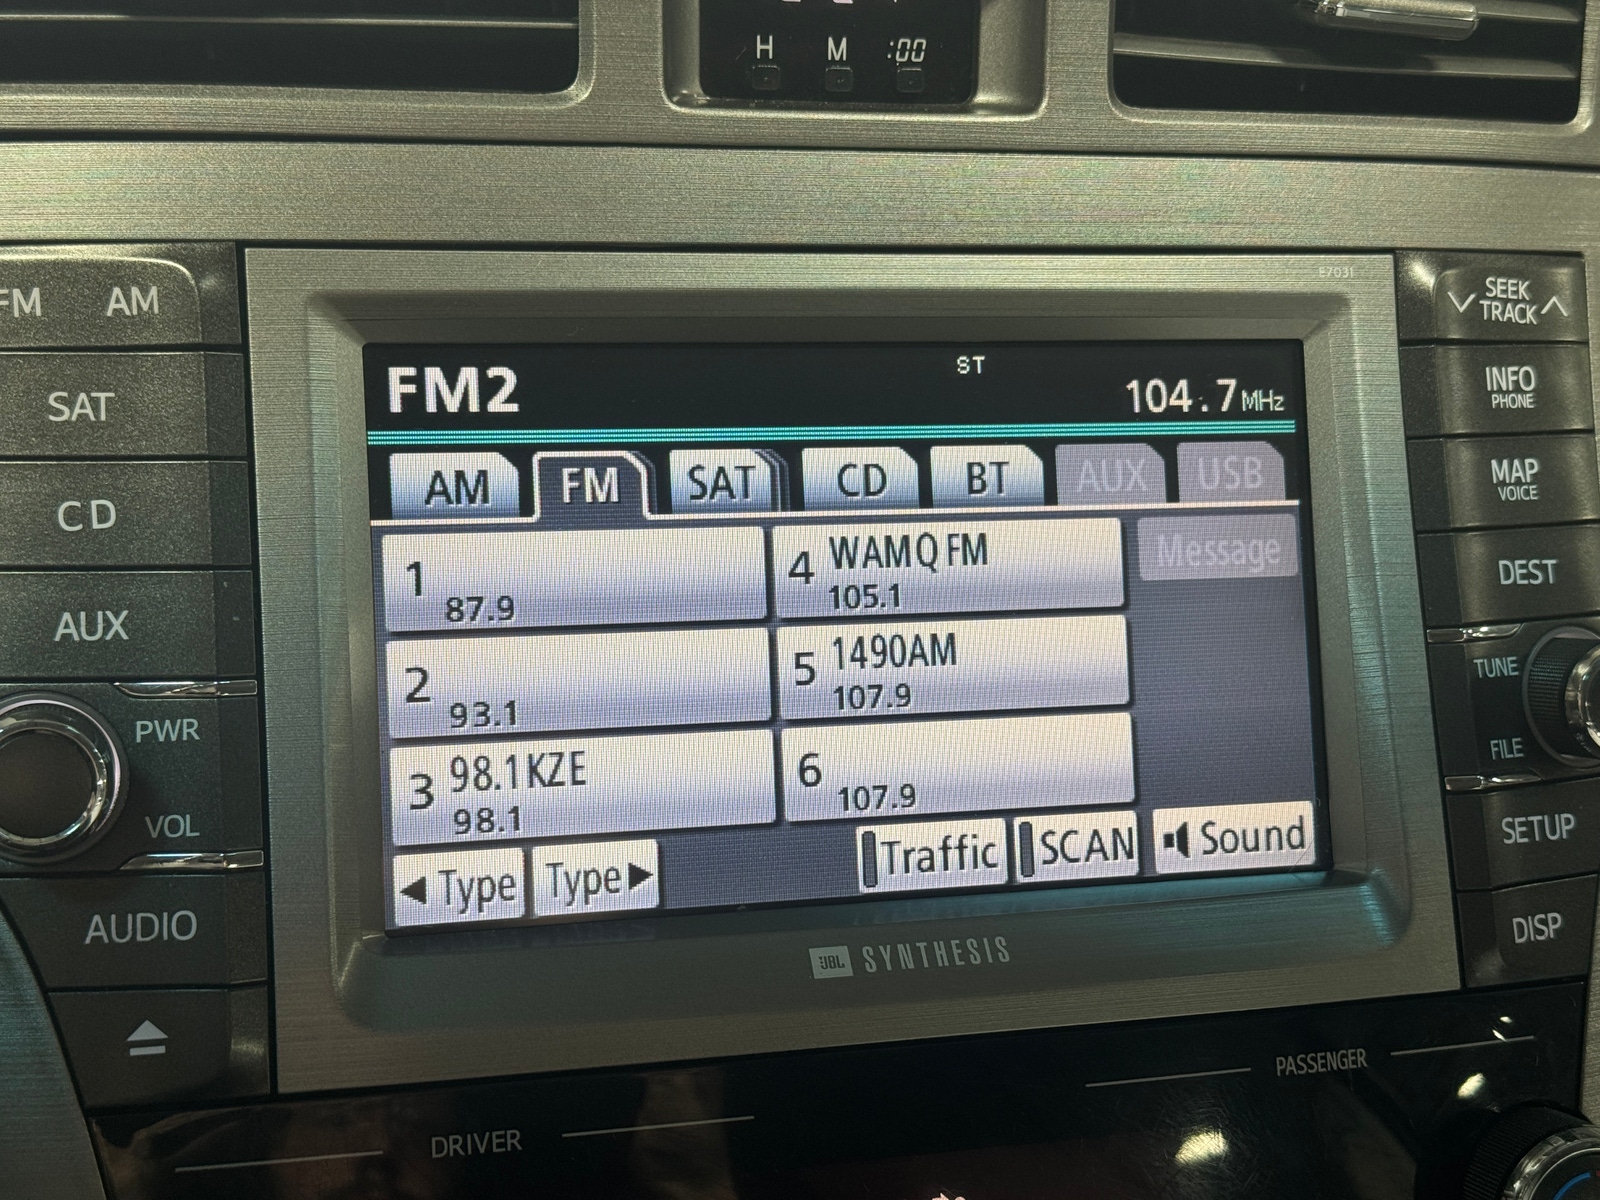 H M :00
E7031
FM AM
SAT
CD
AUX
PWR
VOL
AUDIO
FM2
ST
104.7MHz
AM FM SAT CD BT AUX USB
1
87.9
2
93.1
3 98.1KZE
98.1
4 WAMQ FM
105.1
5 1490AM
107.9
6
107.9
Message
Type Type
Traffic SCAN Sound
JBL SYNTHESIS
SEEK
TRACK
INFO
PHONE
MAP
VOICE
DEST
TUNE
FILE
SETUP
DISP
DRIVER
PASSENGER